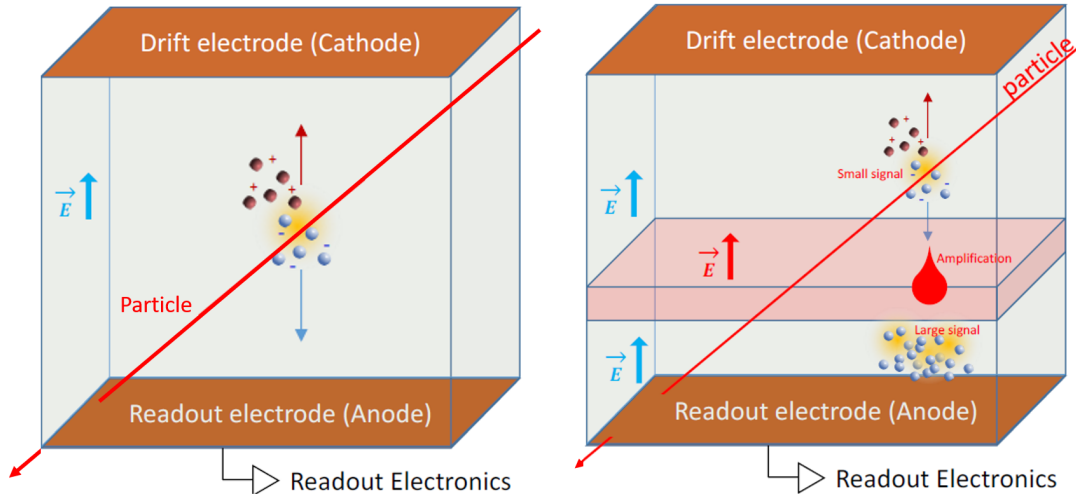 Drift electrode (Cathode)
+
+
+
+
-
-
-
E
Particle
Readout electrode (Anode)
Readout Electronics
Drift electrode (Cathode)
particle
+
+
+
+
Small signal
-
-
-
E
E
Amplification
Large signal
E
Readout electrode (Anode)
Readout Electronics